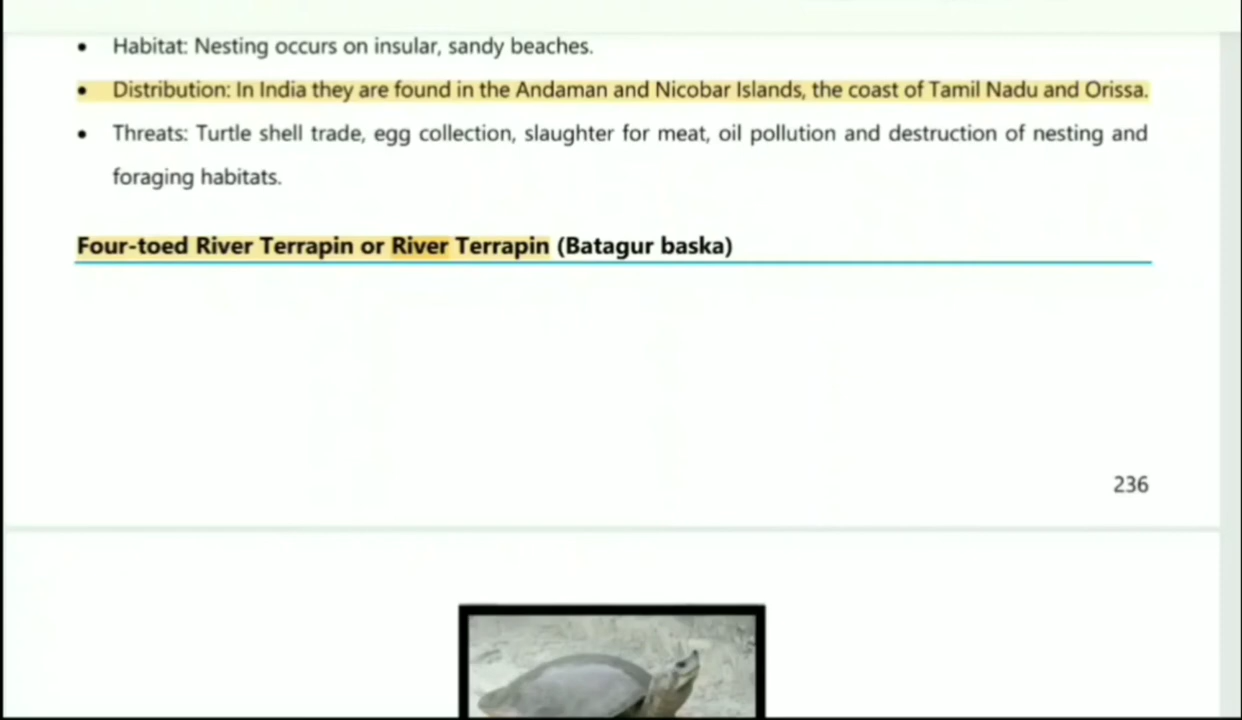 • Habitat: Nesting occurs on insular, sandy beaches.
• Distribution: In India they are found in the Andaman and Nicobar Islands, the coast of Tamil Nadu and Orissa.
• Threats: Turtle shell trade, egg collection, slaughter for meat, oil pollution and destruction of nesting and
foraging habitats.
Four-toed River Terrapin or River Terrapin (Batagur baska)
236